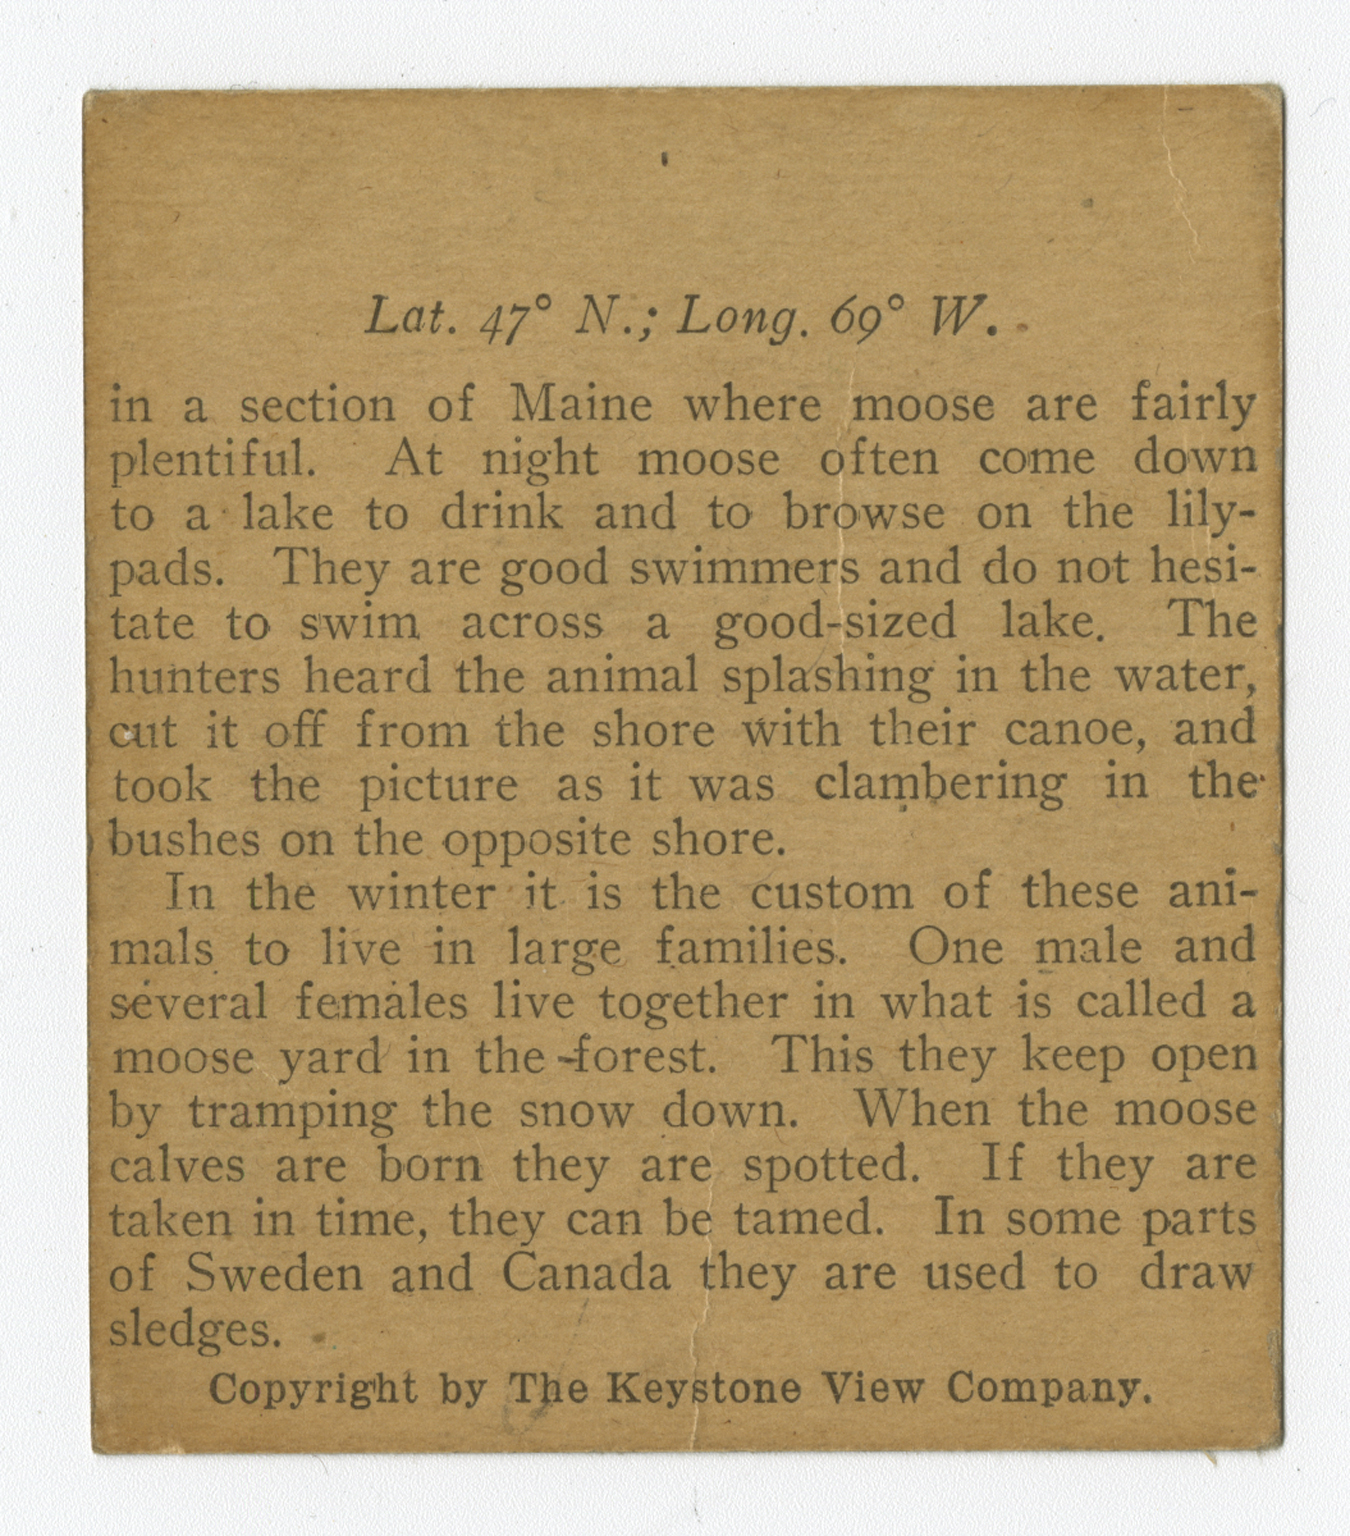 Lat. 47° N.; Long. 69° W.
in a section of Maine where moose are fairly
plentiful. At night moose often come down
to a lake to drink and to browse on the lily-
pads. They are good swimmers and do not hesi-
tate to swim across a good-sized lake. The
hunters heard the animal splashing in the water,
cut it off from the shore with their canoe, and
took the picture as it was clambering in the
bushes on the opposite shore.
In the winter it is the custom of these ani-
mals to live in large families. One male and
several females live together in what is called a
moose yard in the forest. This they keep open
by tramping the snow down. When the moose
calves are born they are spotted. If they are
taken in time, they can be tamed. In some parts
of Sweden and Canada they are used to draw
sledges.
Copyright by The Keystone View Company.